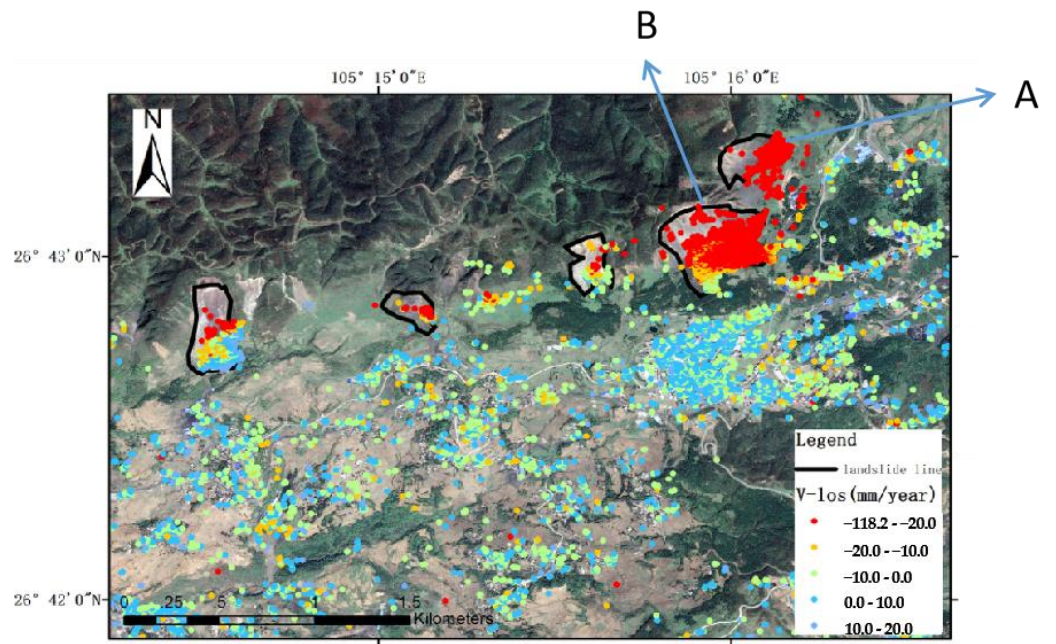 B
A
105° 15′0″E
105° 16′0″E
N
26° 43′0″N
26° 42′0″N
Legend
landslide line
V-los(mm/year)
−118.2 - −20.0
−20.0 - −10.0
−10.0 - 0.0
0.0 - 10.0
10.0 - 20.0
0 .25 .5 1 1.5
Kilometers